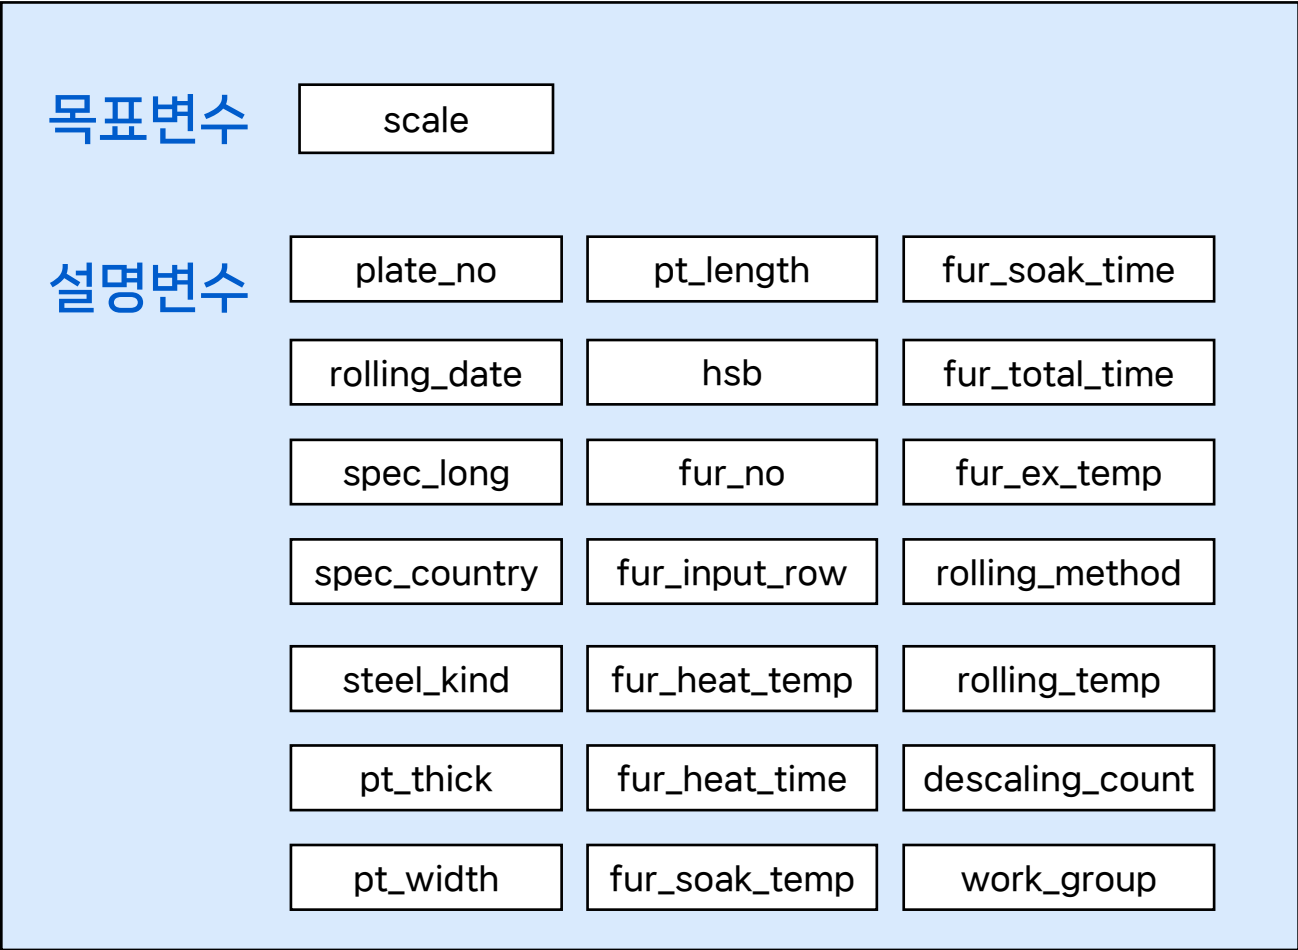 목표변수
scale
설명변수
plate_no
pt_length
fur_soak_time
rolling_date
hsb
fur_total_time
spec_long
fur_no
fur_ex_temp
spec_country
fur_input_row
rolling_method
steel_kind
fur_heat_temp
rolling_temp
pt_thick
fur_heat_time
descaling_count
pt_width
fur_soak_temp
work_group